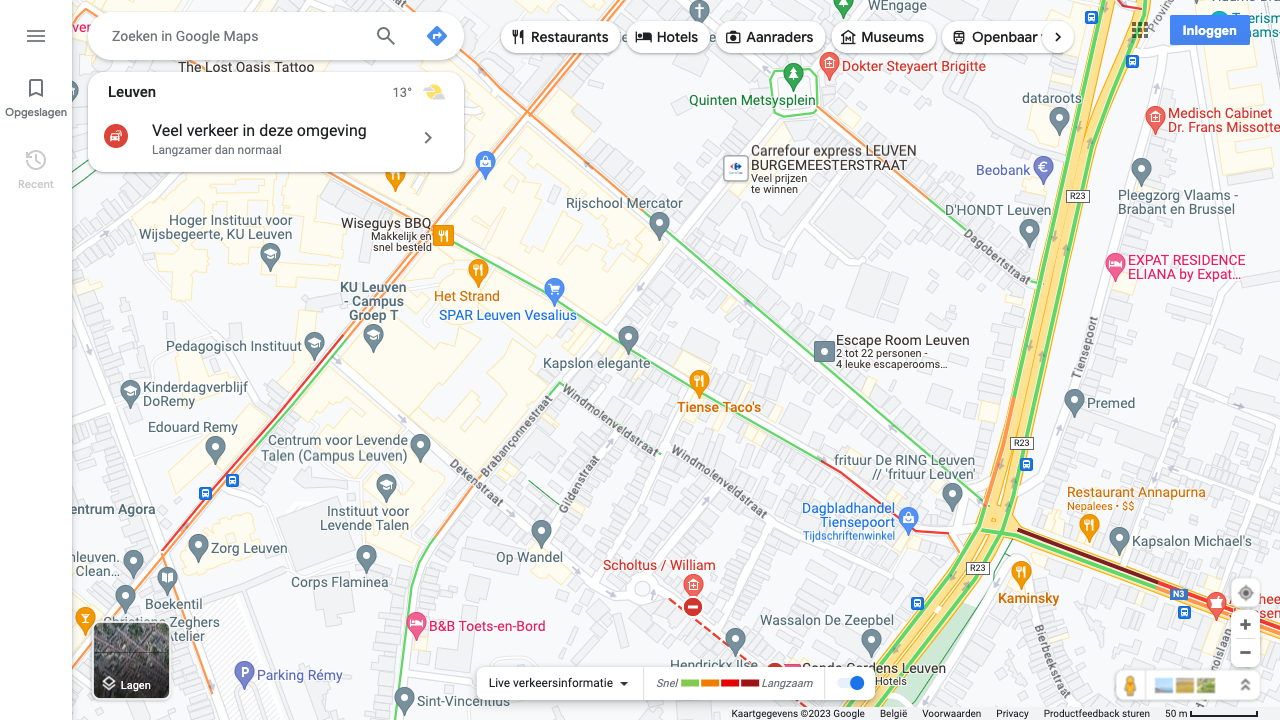 Zoeken in Google Maps
Restaurants
Hotels
Aanraders
Museums
Openbaar
Inloggen
WEngage
Opgeslagen
Recent
The Lost Oasis Tattoo
Leuven
13°
Veel verkeer in deze omgeving
Langzamer dan normaal
Dokter Steyaert Brigitte
Quinten Metsysplein
dataroots
Medisch Cabinet
Dr. Frans Missotte
Carrefour express LEUVEN
BURGEMEESTERSTRAAT
Veel prijzen
te winnen
Beobank
R23
Pleegzorg Vlaams -
Brabant en Brussel
Rijschool Mercator
D'HONDT Leuven
Dagobertstraat
Wiseguys BBQ
Makkelijk en
snel besteld
Hoger Instituut voor
Wijsbegeerte, KU Leuven
EXPAT RESIDENCE
ELIANA by Expat...
KU Leuven
- Campus
Groep T
Het Strand
SPAR Leuven Vesalius
Pedagogisch Instituut
Kapslon elegante
Escape Room Leuven
2 tot 22 personen -
4 leuke escaperooms...
Tiensepoort
Kinderdagverblijf
DoRemy
Tiense Taco's
Premed
Edouard Remy
Windmolenveldstraat
Brabançonnestraat
Centrum voor Levende
Talen (Campus Leuven)
R23
Dekenstraat
Gildenstraat
Windmolenveldstraat
frituur De RING Leuven
// 'frituur Leuven'
entrum Agora
Instituut voor
Levende Talen
Dagbladhandel
Tiensepoort
Tijdschriftenwinkel
Restaurant Annapurna
Nepalees • $$
Kapsalon Michael's
Zorg Leuven
Op Wandel
Corps Flaminea
Scholtus / William
R23
Kaminsky
N3
Boekentil
B&B Toets-en-Bord
Wassalon De Zeepbel
Bierbeekstraat
Parking Rémy
Hendrickx Ilse
Hotels
Sint-Vincentius
Lagen
Live verkeersinformatie
Snel
Langzaam
Kaartgegevens ©2023 Google
België
Voorwaarden
Privacy
Productfeedback sturen
50 m